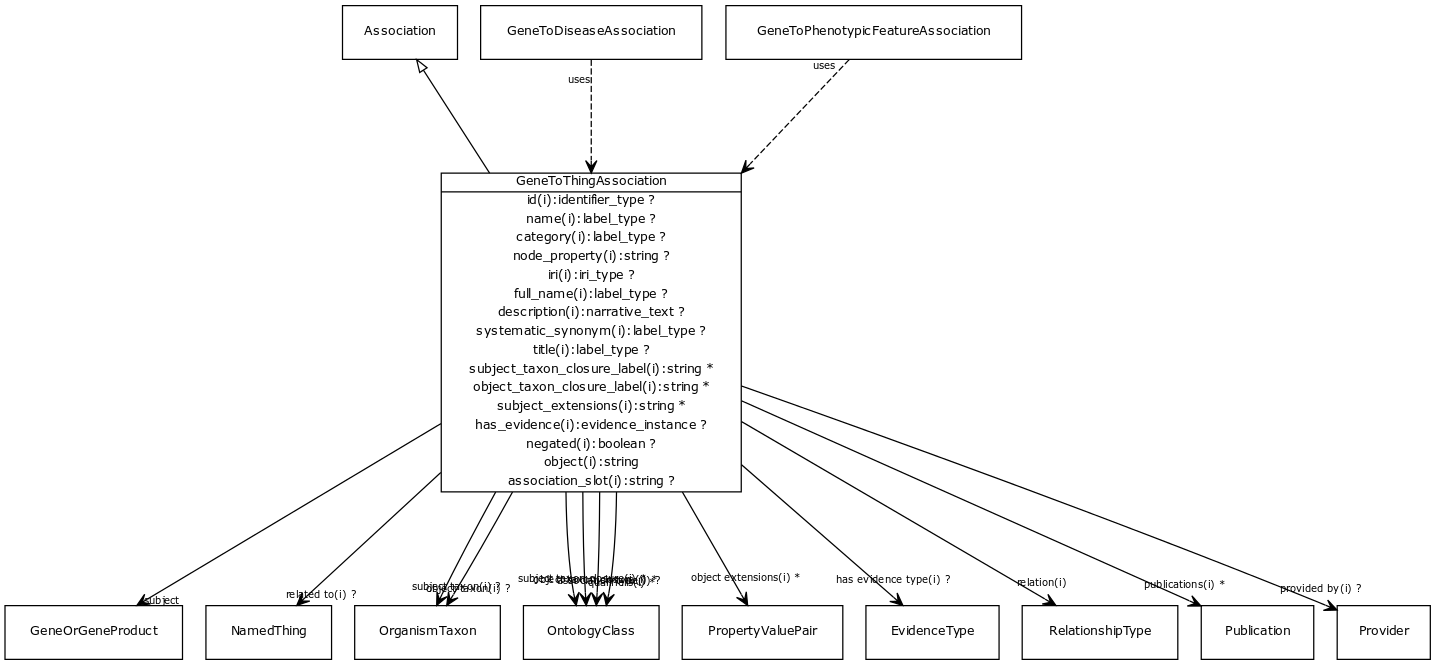 Association
GeneToDiseaseAssociation
GeneToPhenotypicFeatureAssociation
uses
uses
GeneToThingAssociation
id(i):identifier_type ?
name(i):label_type ?
category(i):label_type ?
node_property(i):string ?
iri(i):iri_type ?
full_name(i):label_type ?
description(i):narrative_text ?
systematic_synonym(i):label_type ?
title(i):label_type ?
subject_taxon_closure_label(i):string *
object_taxon_closure_label(i):string *
subject_extensions(i):string *
has_evidence(i):evidence_instance ?
negated(i):boolean ?
object(i):string
association_slot(i):string ?
subject
related to(i) ?
subject taxon(i) ?
object taxon(i) ?
object extensions(i) *
has evidence type(i) ?
relation(i)
publications(i) *
provided by(i) ?
GeneOrGeneProduct
NamedThing
OrganismTaxon
OntologyClass
PropertyValuePair
EvidenceType
RelationshipType
Publication
Provider